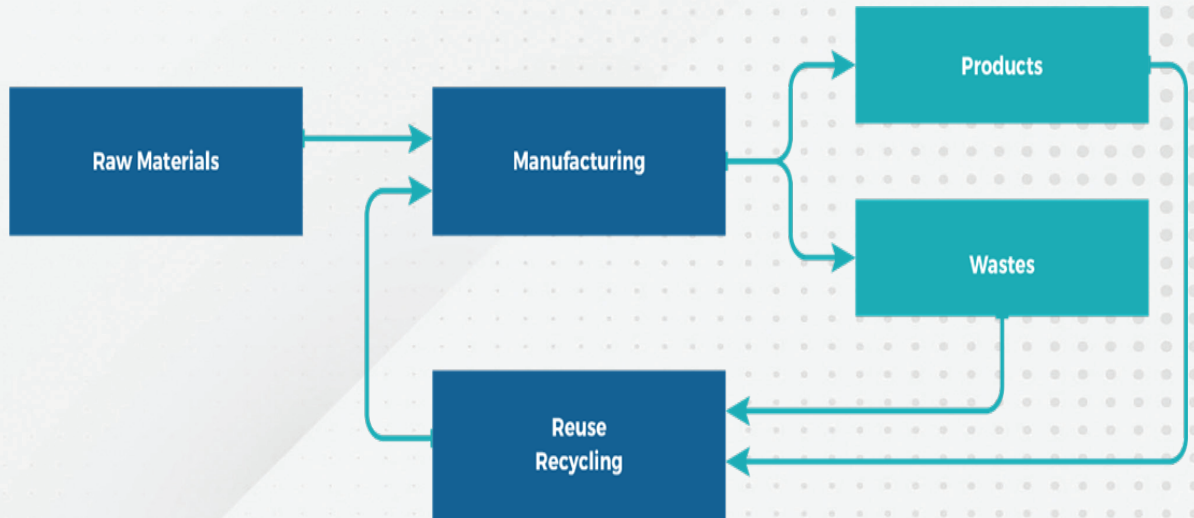 Raw Materials
Manufacturing
Products
Wastes
Reuse
Recycling